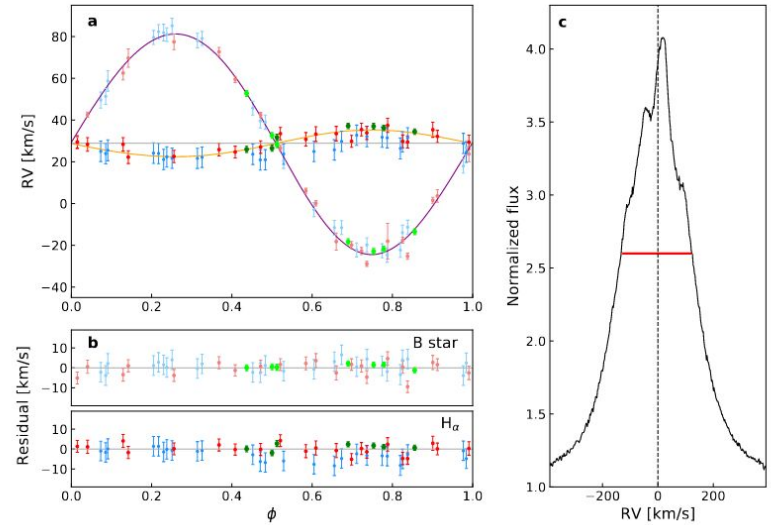 a
80
60
40
20
0
−20
−40
RV [km/s]
0.0 0.2 0.4 0.6 0.8 1.0
b
B star
10
0
−10
Hα
10
0
−10
Residual [km/s]
0.0 0.2 0.4 0.6 0.8 1.0
ϕ
c
4.0
3.5
3.0
2.5
2.0
1.5
1.0
Normalized flux
−200 0 200
RV [km/s]